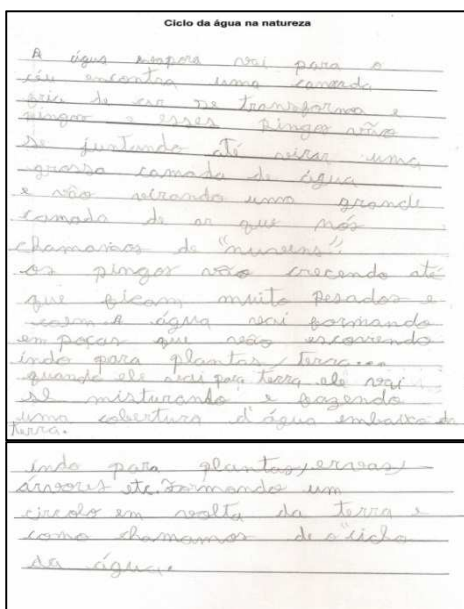 Ciclo da água na natureza
A água evapora vai para o
céu encontra uma camada
fria de ar se transforma e
pingos e esses pingos vão
se juntando até virar uma
grossa camada de água
e vão virando uma grande
camada de ar que nós
chamamos de "nuvens".
os pingos vão crecendo até
que ficam muito pesados e
caem A água vai formando
em poças que vão escorrendo
indo para plantas, terra...
quando ele vai para terra ele vai
se misturando e fazendo
uma cobertura d'água embaixo da
terra.
indo para plantas, ervas,
árvores etc. Formando um
circolo em volta da terra e
como chamamos de o "ciclo
da água.